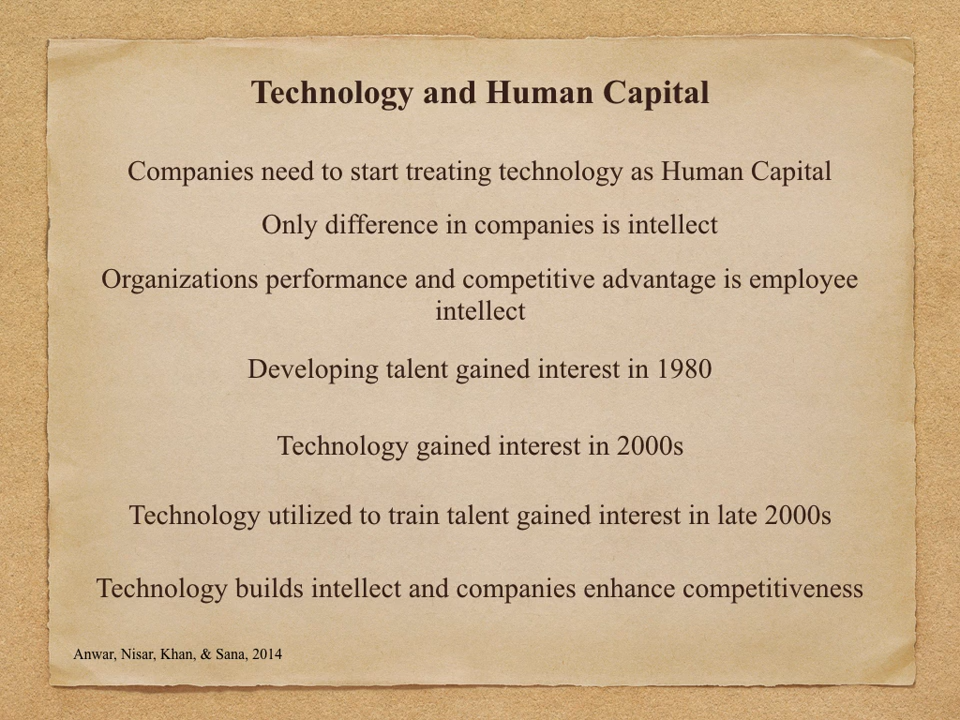 Technology and Human Capital
Companies need to start treating technology as Human Capital
Only difference in companies is intellect
Organizations performance and competitive advantage is employee
intellect
Developing talent gained interest in 1980
Technology gained interest in 2000s
Technology utilized to train talent gained interest in late 2000s
Technology builds intellect and companies enhance competitiveness
Anwar, Nisar, Khan, & Sana, 2014